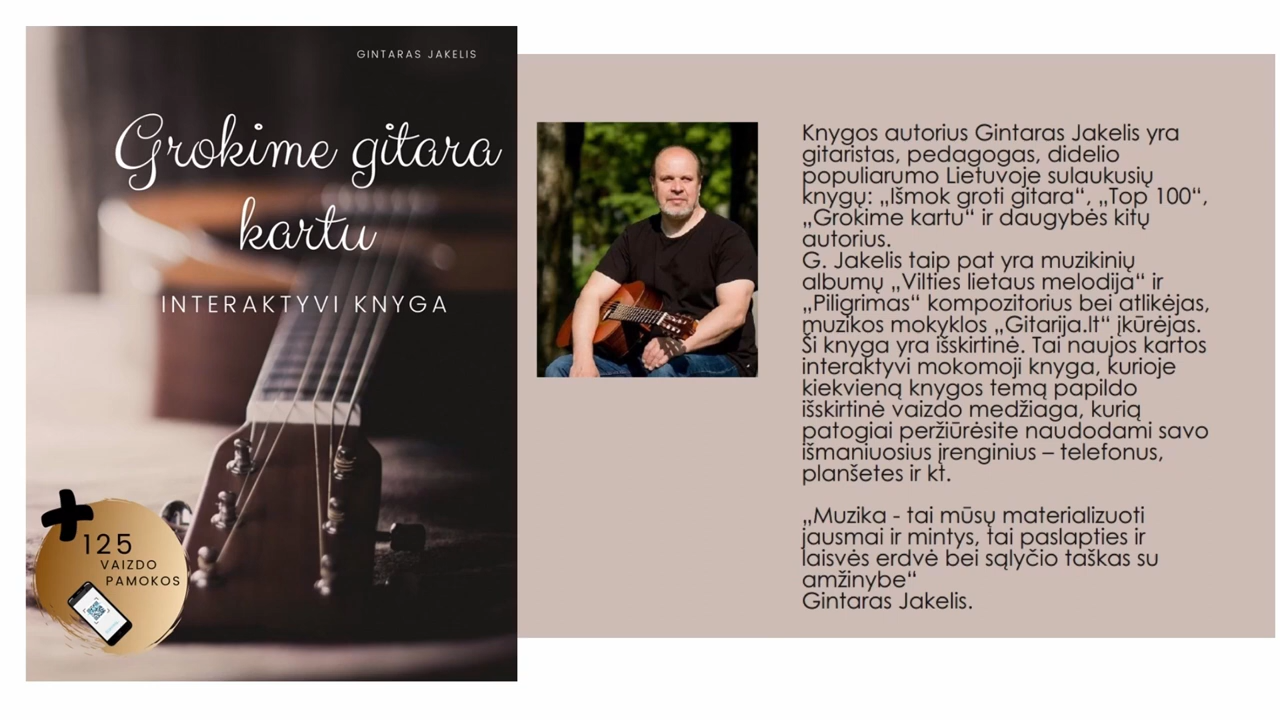 GINTARAS JAKELIS
Grokime gitara
kartu
INTERAKTYVI KNYGA
125
VAIZDO
PAMOKOS
Knygos autorius Gintaras Jakelis yra
gitaristas, pedagogas, didelio
populiarumo Lietuvoje sulaukusių
knygų: „Išmok groti gitara“, „Top 100“,
„Grokime kartu“ ir daugybės kitų
autorius.
G. Jakelis taip pat yra muzikinių
albumų „Vilties lietaus melodija“ ir
„Piligrimas“ kompozitorius bei atlikėjas,
muzikos mokyklos „Gitarija.lt“ įkūrėjas.
Ši knyga yra išskirtinė. Tai naujos kartos
interaktyvi mokomoji knyga, kurioje
kiekvieną knygos temą papildo
išskirtinė vaizdo medžiaga, kurią
patogiai peržiūrėsite naudodami savo
išmaniuosius įrenginius – telefonus,
planšetes ir kt.
„Muzika - tai mūsų materializuoti
jausmai ir mintys, tai paslapties ir
laisvės erdvė bei sąlyčio taškas su
amžinybe“
Gintaras Jakelis.